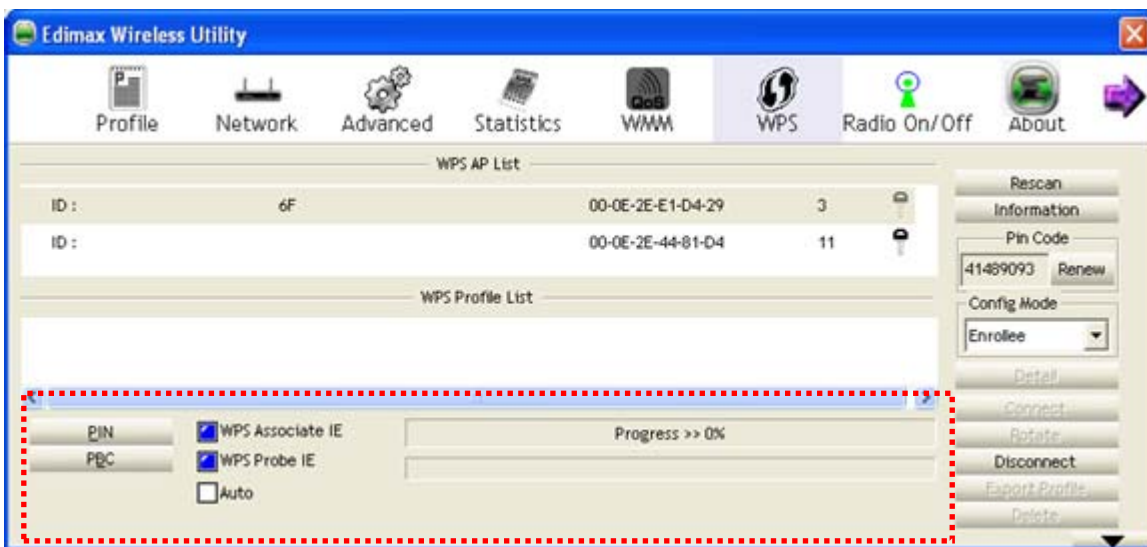 Edimax Wireless Utility
Profile Network Advanced Statistics QoS WMM WPS Radio On/Off About
WPS AP List
ID : 6F 00-0E-2E-E1-D4-29 3
ID : 00-0E-2E-44-81-D4 11
WPS Profile List
Rescan
Information
Pin Code
41489093 Renew
Config Mode
Enrollee
Detail
Connect
Rotate
Disconnect
Export Profile
Delete
PIN WPS Associate IE Progress >> 0%
PBC WPS Probe IE
Auto